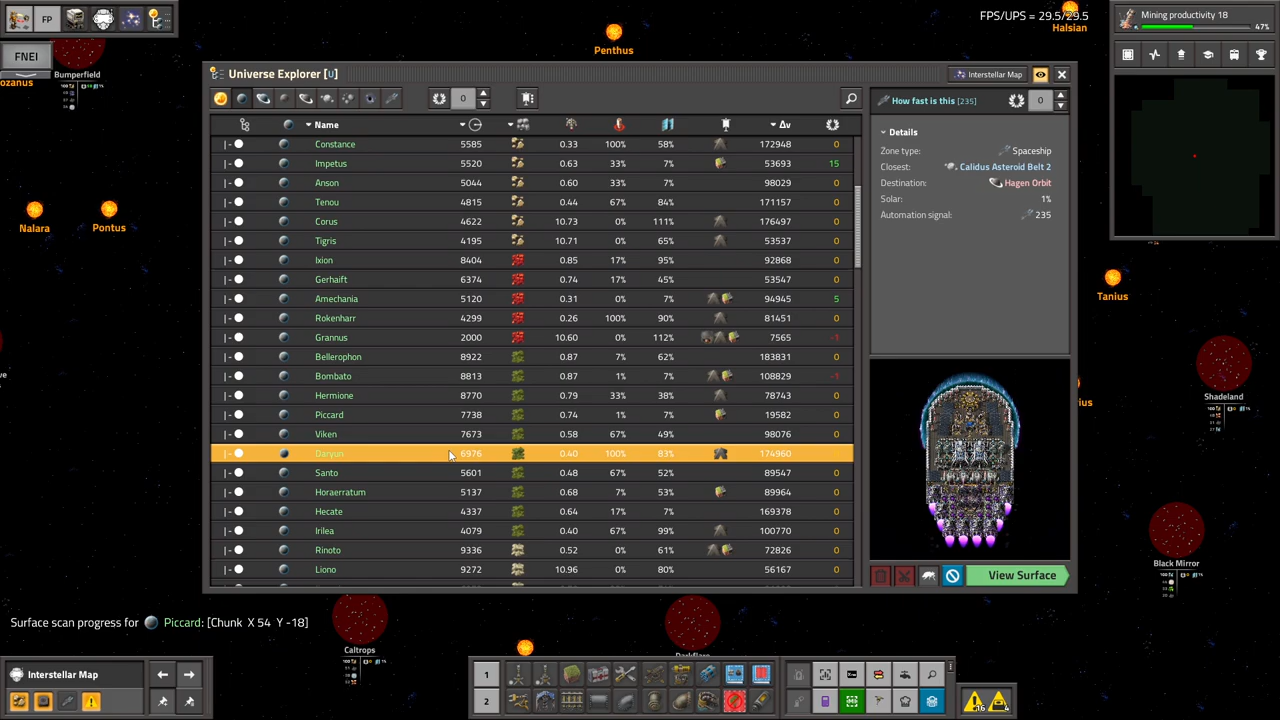 FP
FNEI
ozanus
Bumperfield
Penthus
FPS/UPS = 29.5/29.5
Halsian
Mining productivity 18
47%
Nalara
Pontus
Tanius
Shadeland
Black Mirror
Caltrops
Darkflare
Universe Explorer [U]
Interstellar Map
0
Name Δv
Constance 5585 0.33 100% 58% 172948 0
Impetus 5520 0.63 33% 7% 53693 15
Anson 5044 0.60 33% 7% 98029 0
Tenou 4815 0.44 67% 84% 171157 0
Corus 4622 10.73 0% 111% 176497 0
Tigris 4195 10.71 0% 65% 53537 0
Ixion 8404 0.85 17% 95% 92868 0
Gerhaift 6374 0.74 17% 45% 53547 0
Amechania 5120 0.31 0% 7% 94945 5
Rokenharr 4299 0.26 100% 90% 81451 0
Grannus 2000 10.60 0% 112% 7565 -1
Bellerophon 8922 0.87 7% 62% 183831 0
Bombato 8813 0.87 1% 7% 108829 -1
Hermione 8770 0.79 33% 38% 78743 0
Piccard 7738 0.74 1% 7% 19582 0
Viken 7673 0.58 67% 49% 98076 0
Daryun 6976 0.40 100% 83% 174960 0
Santo 5601 0.48 67% 52% 89547 0
Horaerratum 5137 0.68 7% 53% 89964 0
Hecate 4337 0.64 17% 7% 169378 0
Irilea 4079 0.40 67% 99% 100770 0
Rinoto 9336 0.52 0% 61% 72826 0
Liono 9272 10.96 0% 80% 56167 0
How fast is this [235]
0
Details
Zone type: Spaceship
Closest: Calidus Asteroid Belt 2
Destination: Hagen Orbit
Solar: 1%
Automation signal: 235
View Surface
Surface scan progress for Piccard: [Chunk X 54 Y -18]
Interstellar Map
1
2